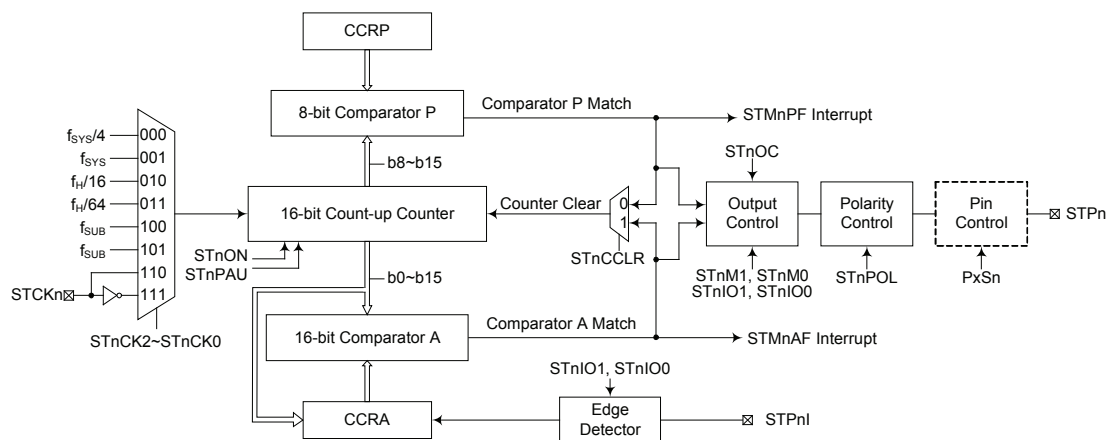 CCRP
8-bit Comparator P
Comparator P Match
STMnPF Interrupt
b8~b15
fSYS/4
000
fSYS
001
fH/16
010
fH/64
011
fSUB
100
fSUB
101
110
STCKn
111
STnCK2~STnCK0
16-bit Count-up Counter
Counter Clear
0
1
STnCCLR
STnON
STnPAU
b0~b15
STnOC
Output
Control
STnM1, STnM0
STnIO1, STnIO0
Polarity
Control
STnPOL
Pin
Control
PxSn
STPn
16-bit Comparator A
Comparator A Match
STMnAF Interrupt
STnIO1, STnIO0
CCRA
Edge
Detector
STPnI